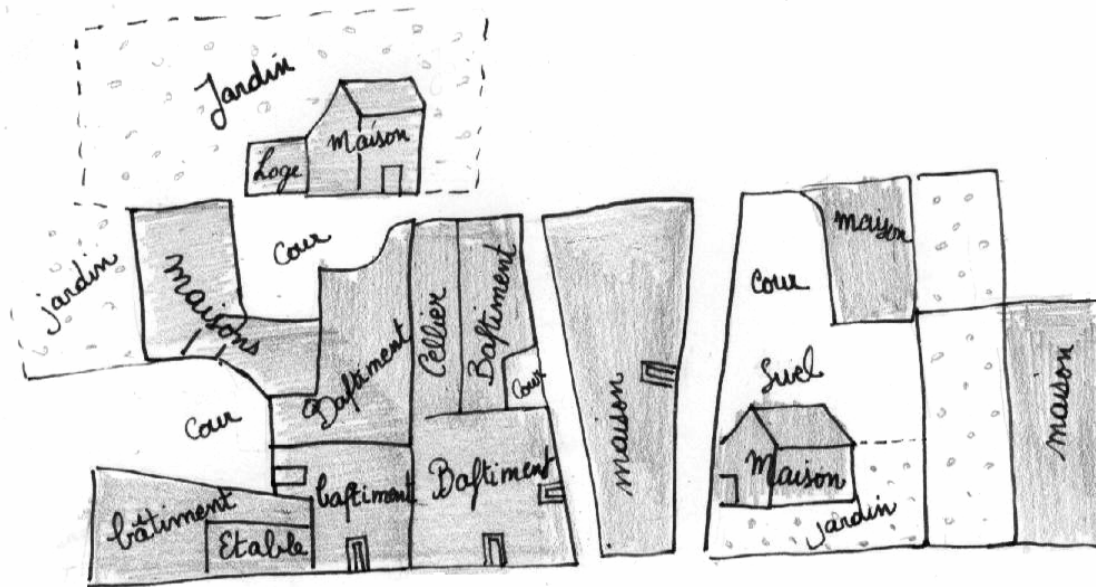 Jardin
Loge
Maison
jardin
Maisons
Cour
Baftiment
Cellier
Baftiment
Cour
Cour
bâtiment
Etable
baftiment
Baftiment
maison
maison
Cour
Suel
Maison
jardin
maison